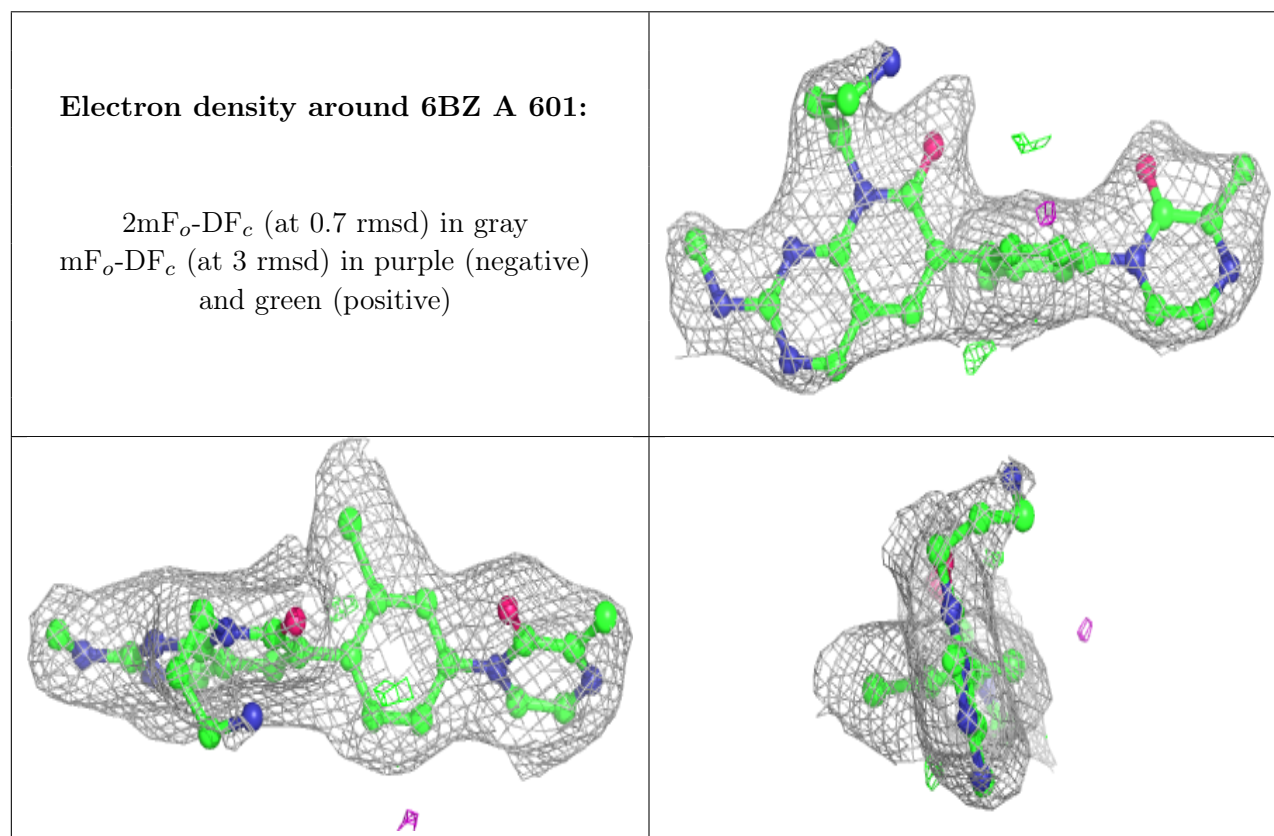 Electron density around 6BZ A 601:
2mFₒ-DF𝒸 (at 0.7 rmsd) in gray
mFₒ-DF𝒸 (at 3 rmsd) in purple (negative)
and green (positive)